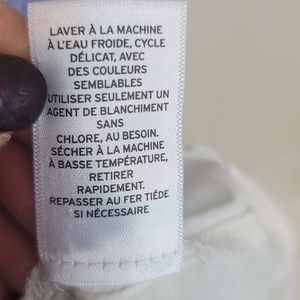 LAVER À LA MACHINE
À L'EAU FROIDE, CYCLE
DÉLICAT, AVEC
DES COULEURS
SEMBLABLES
UTILISER SEULEMENT UN
AGENT DE BLANCHIMENT
SANS
CHLORE, AU BESOIN.
SÉCHER À LA MACHINE
À BASSE TEMPÉRATURE,
RETIRER
RAPIDEMENT.
REPASSER AU FER TIÉDE
SI NÉCESSAIRE